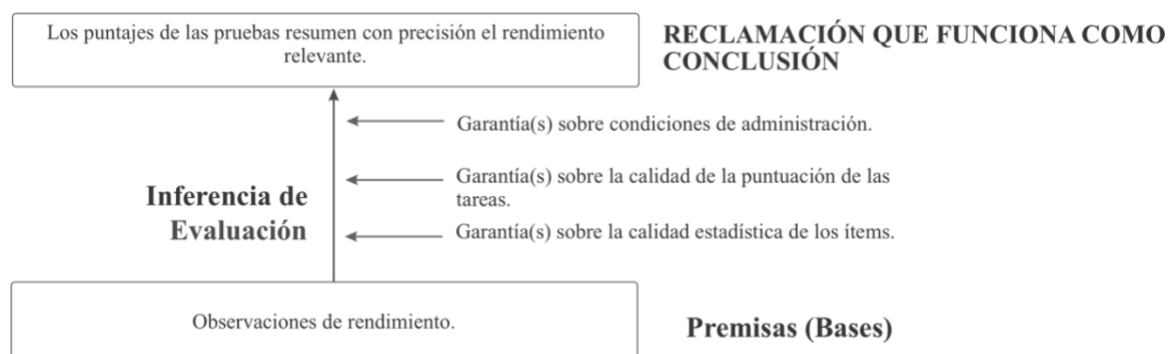 Los puntajes de las pruebas resumen con precisión el rendimiento
relevante.
RECLAMACIÓN QUE FUNCIONA COMO
CONCLUSIÓN
Garantía(s) sobre condiciones de administración.
Garantía(s) sobre la calidad de la puntuación de las
tareas.
Inferencia de
Evaluación
Garantía(s) sobre la calidad estadística de los ítems.
Observaciones de rendimiento.
Premisas (Bases)